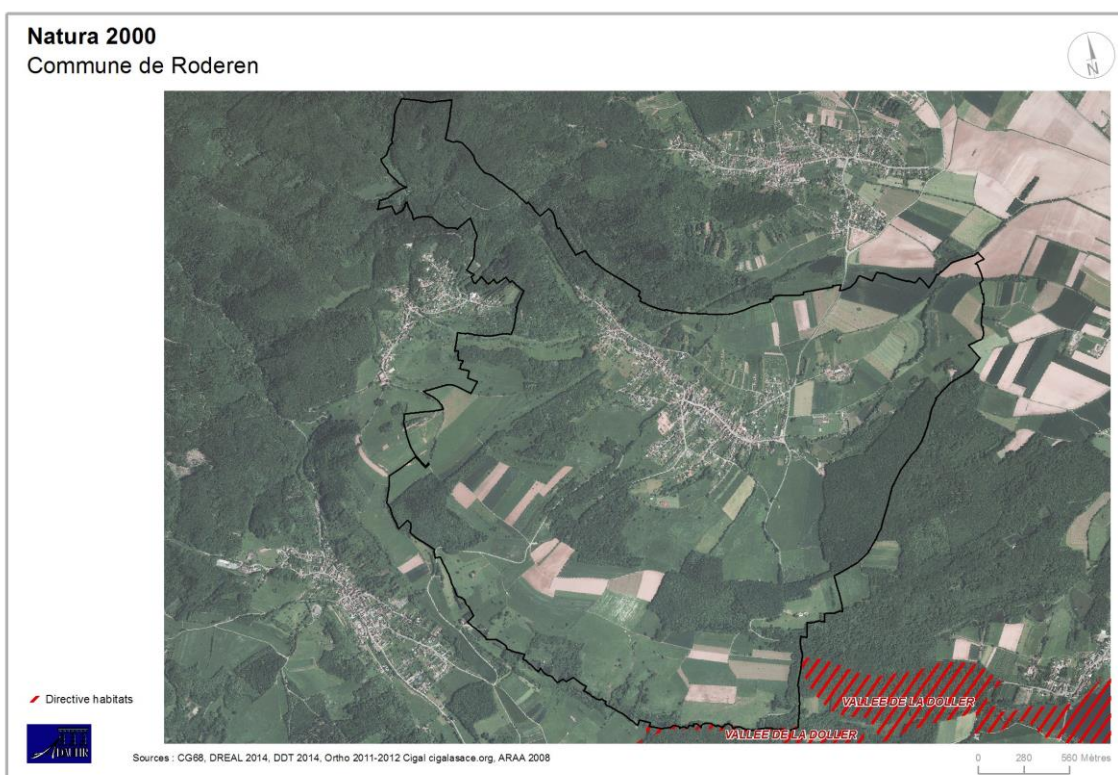 Natura 2000
Commune de Roderen
N
VALLEE DE LA DOLLER
VALLEE DE LA DOLLER
Directive habitats
Sources : CG68, DREAL 2014, DDT 2014, Ortho 2011-2012 Cigal cigalsace.org, ARAA 2008
0 280 560 Mètres